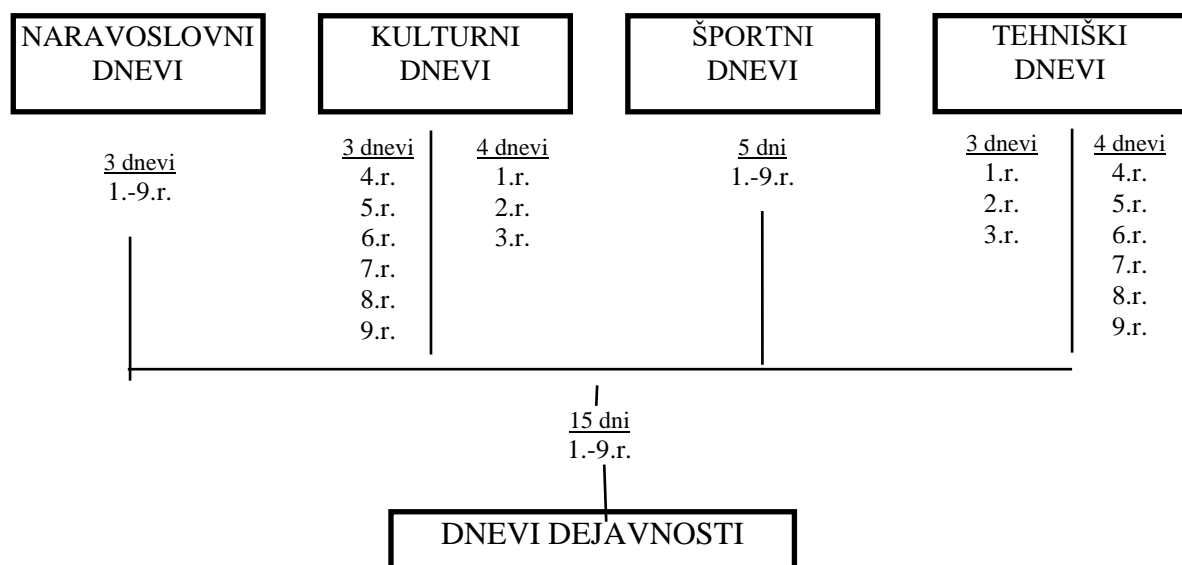 NARAVOSLOVNI
DNEVI
KULTURNI
DNEVI
ŠPORTNI
DNEVI
TEHNIŠKI
DNEVI
3 dnevi
1.-9.r.
3 dnevi
4.r.
5.r.
6.r.
7.r.
8.r.
9.r.
4 dnevi
1.r.
2.r.
3.r.
5 dni
1.-9.r.
3 dnevi
1.r.
2.r.
3.r.
4 dnevi
4.r.
5.r.
6.r.
7.r.
8.r.
9.r.
15 dni
1.-9.r.
DNEVI DEJAVNOSTI